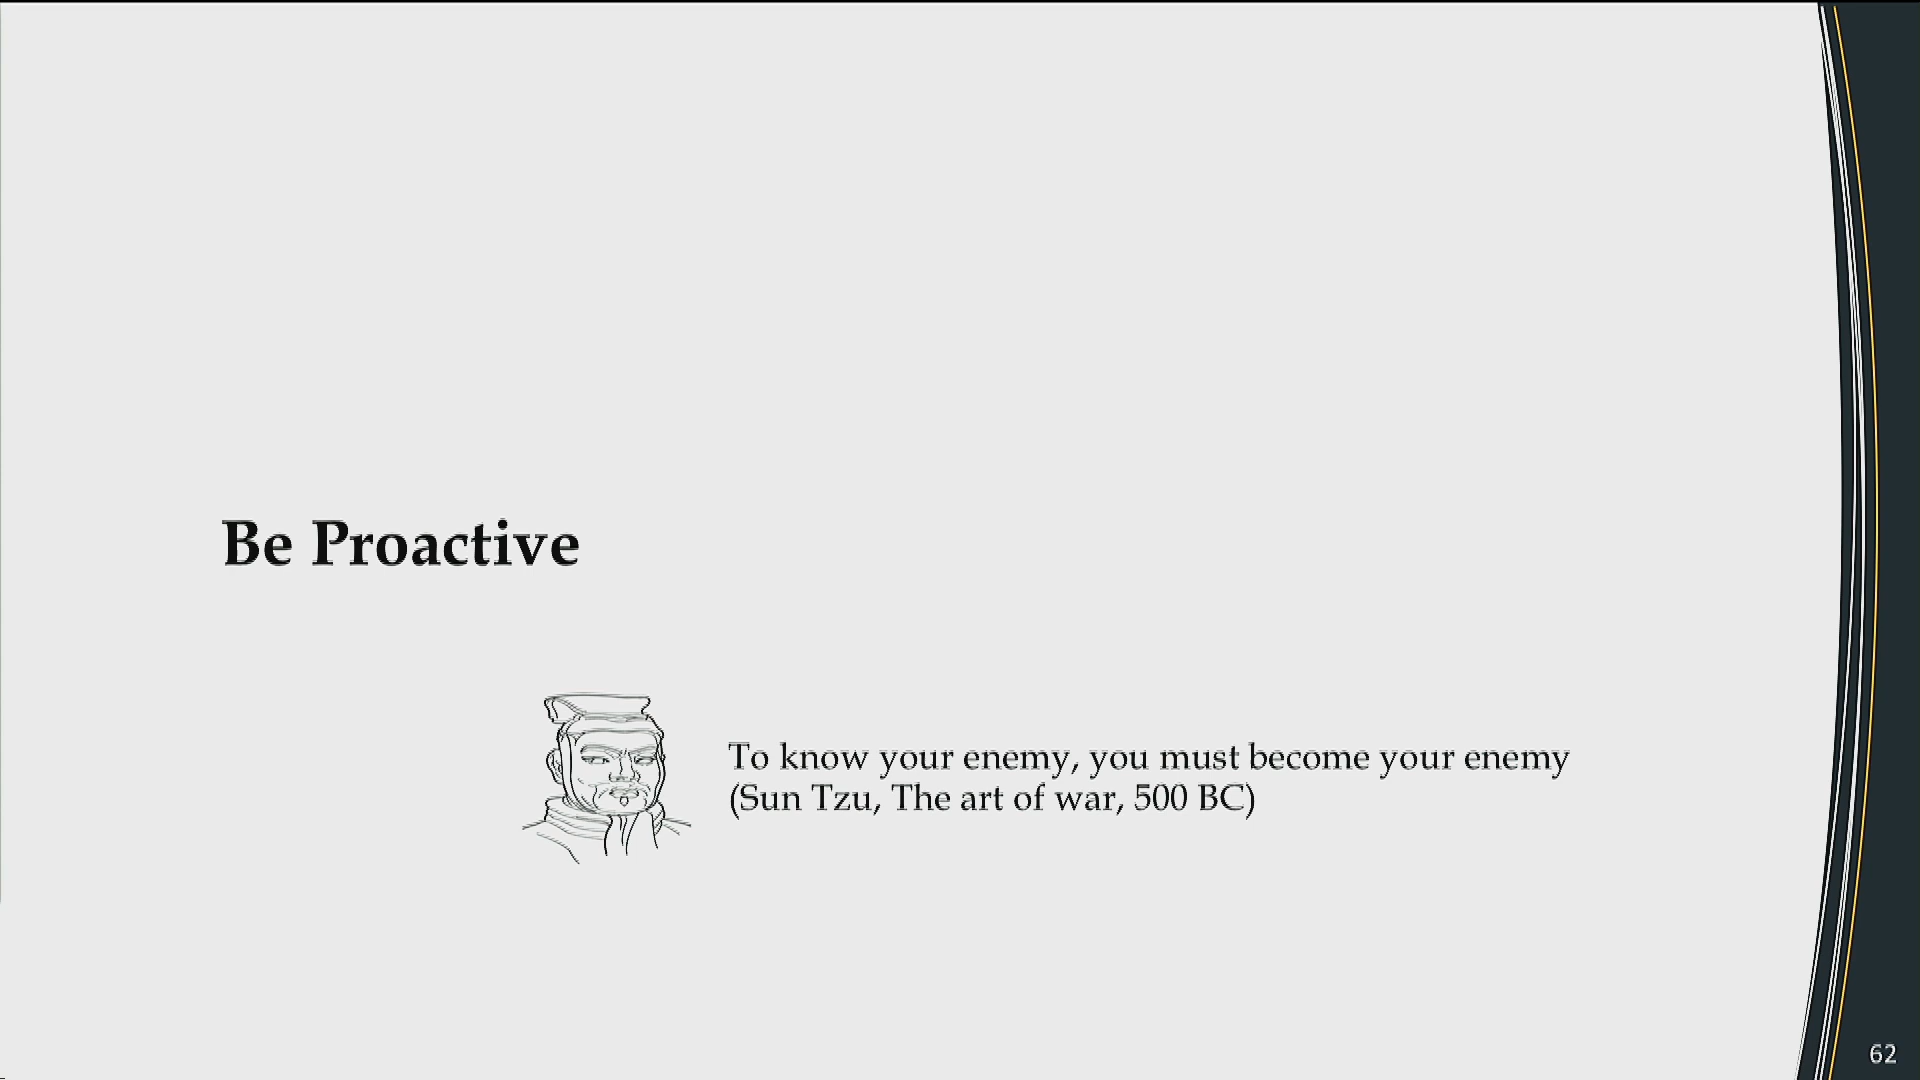 Be Proactive
To know your enemy, you must become your enemy
(Sun Tzu, The art of war, 500 BC)
62